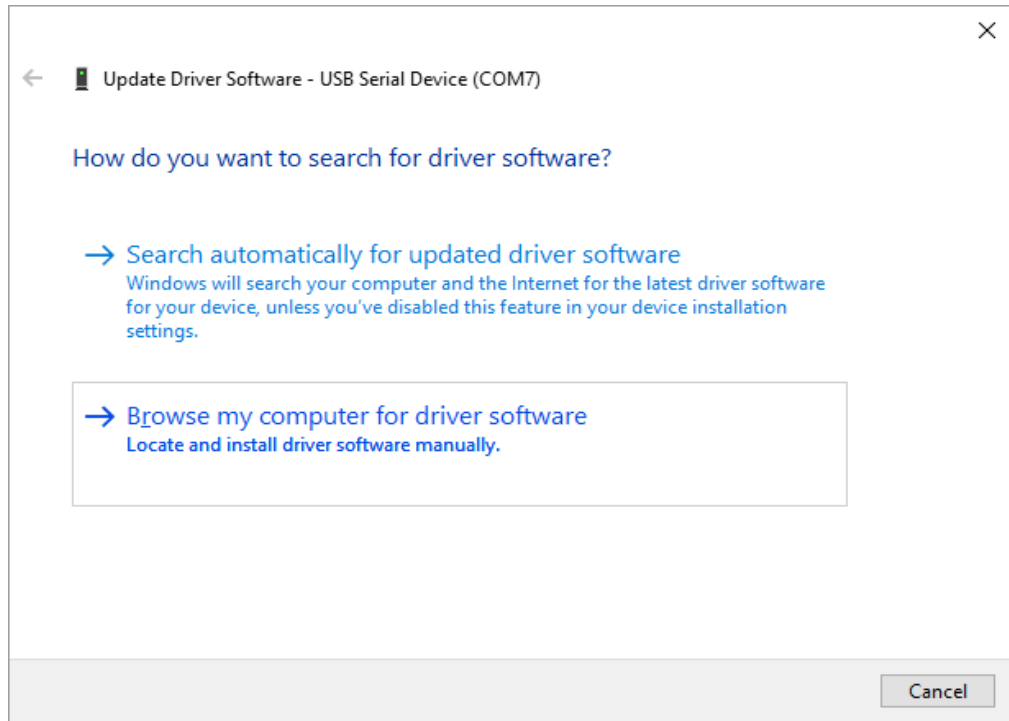 Update Driver Software - USB Serial Device (COM7)
How do you want to search for driver software?
Search automatically for updated driver software
Windows will search your computer and the Internet for the latest driver software
for your device, unless you've disabled this feature in your device installation
settings.
Browse my computer for driver software
Locate and install driver software manually.
Cancel